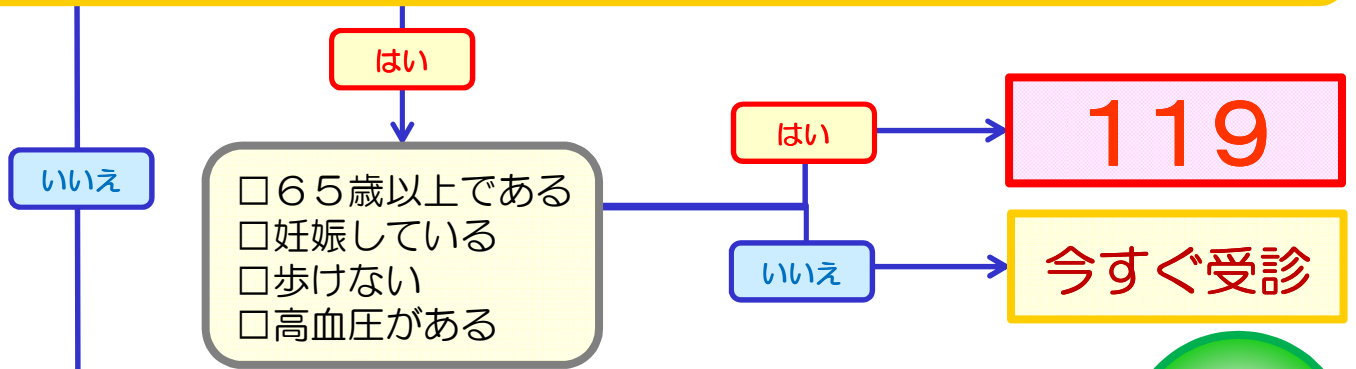 はい
はい
119
いいえ
□６５歳以上である
□妊娠している
□歩けない
□高血圧がある
いいえ
今すぐ受診